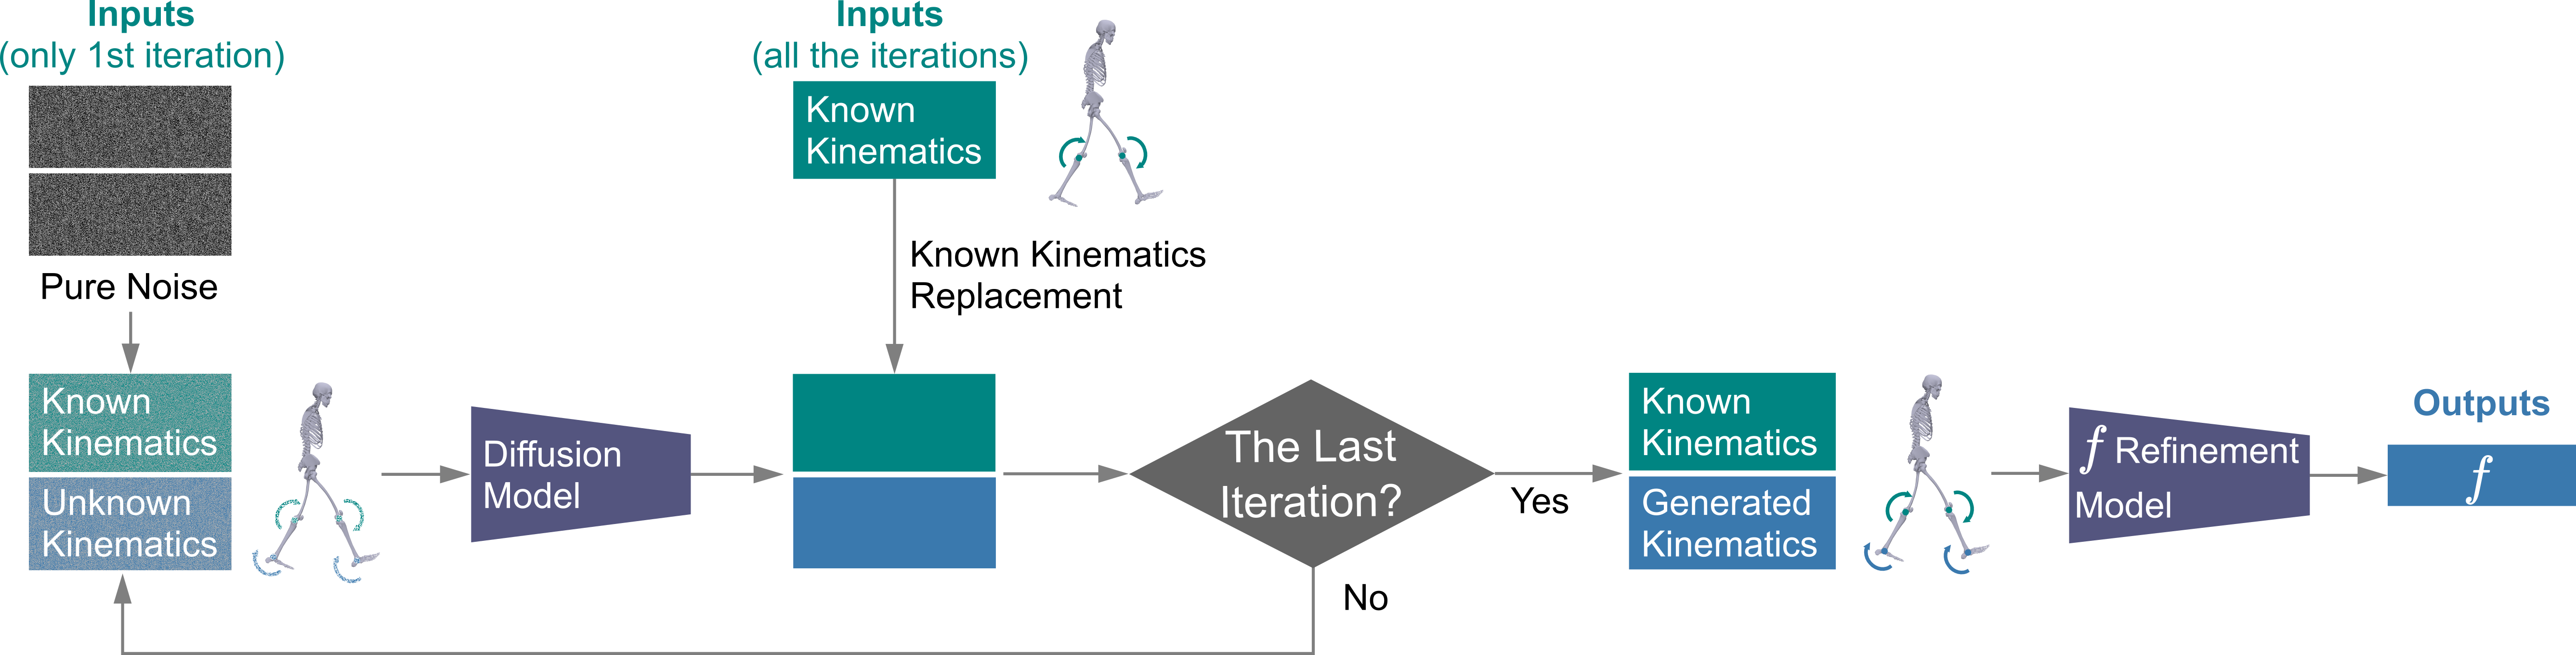 Inputs
(only 1st iteration)
Pure Noise
Known
Kinematics
Unknown
Kinematics
Diffusion
Model
Inputs
(all the iterations)
Known
Kinematics
Known Kinematics
Replacement
The Last
Iteration?
Yes
No
Known
Kinematics
Generated
Kinematics
f Refinement
Model
Outputs
f